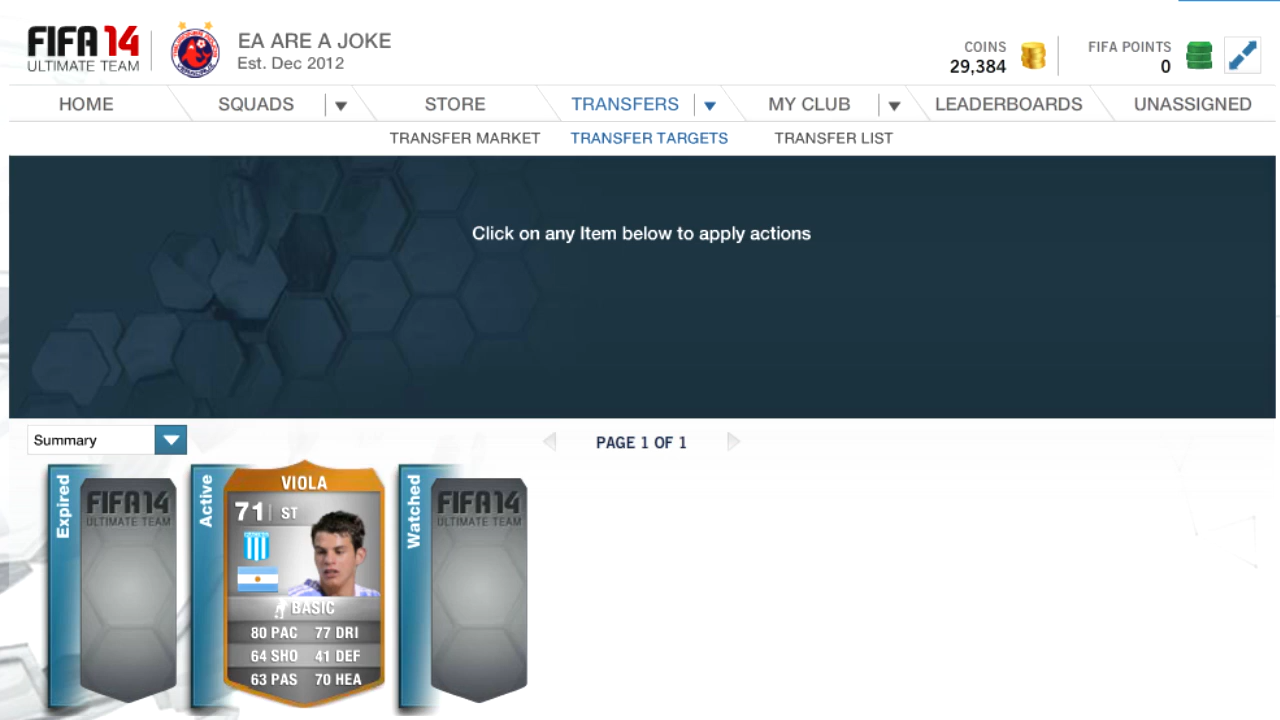 FIFA 14
ULTIMATE TEAM
EA ARE A JOKE
Est. Dec 2012
COINS
29,384
FIFA POINTS
0
HOME SQUADS STORE TRANSFERS MY CLUB LEADERBOARDS UNASSIGNED
TRANSFER MARKET TRANSFER TARGETS TRANSFER LIST
Click on any Item below to apply actions
Summary
PAGE 1 OF 1
Expired
FIFA 14
ULTIMATE TEAM
Active
VIOLA
71 ST
BASIC
80 PAC 77 DRI
64 SHO 41 DEF
63 PAS 70 HEA
Watched
FIFA 14
ULTIMATE TEAM